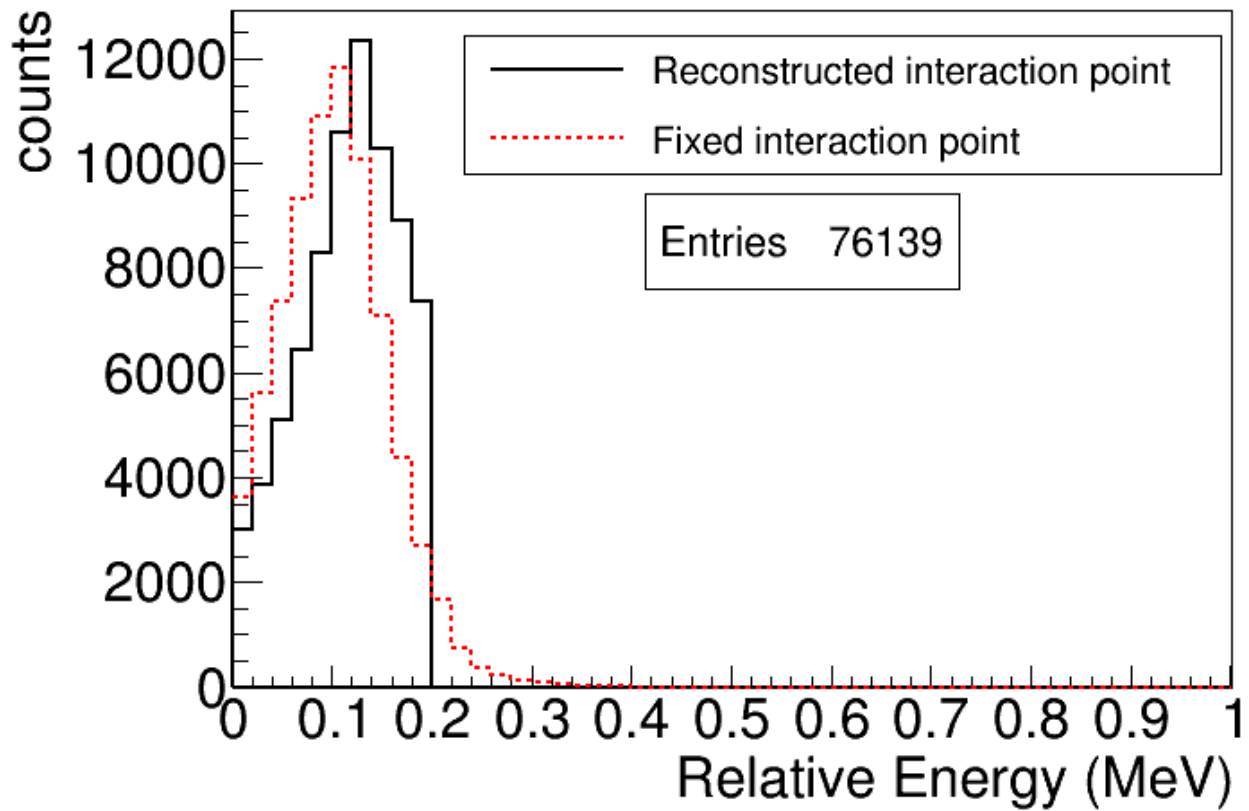 counts
12000
10000
8000
6000
4000
2000
0
Reconstructed interaction point
Fixed interaction point
Entries 76139
0 0.1 0.2 0.3 0.4 0.5 0.6 0.7 0.8 0.9 1
Relative Energy (MeV)